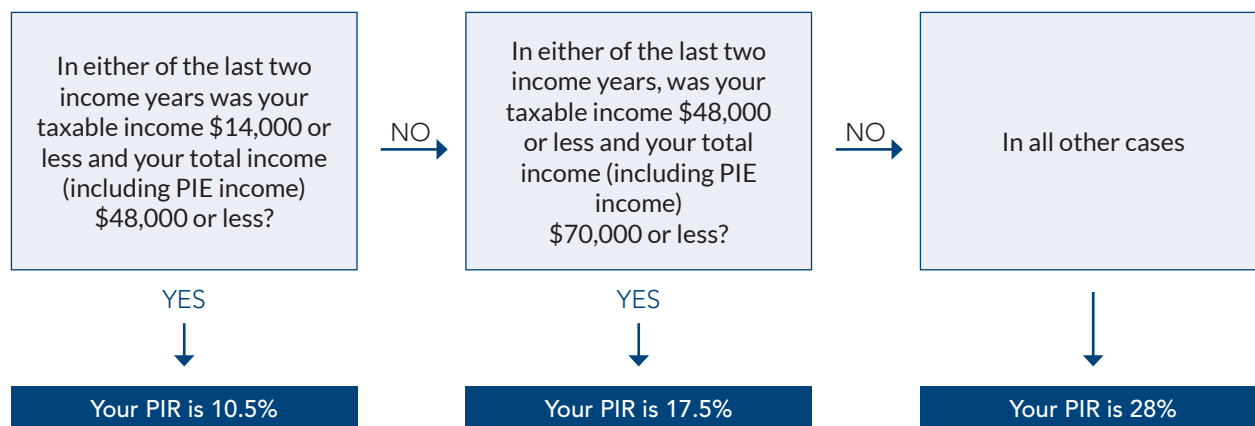 In either of the last two
income years was your
taxable income $14,000 or
less and your total income
(including PIE income)
$48,000 or less?
NO
In either of the last two
income years, was your
taxable income $48,000
or less and your total
income (including PIE
income)
$70,000 or less?
NO
In all other cases
YES
YES
Your PIR is 10.5%
Your PIR is 17.5%
Your PIR is 28%